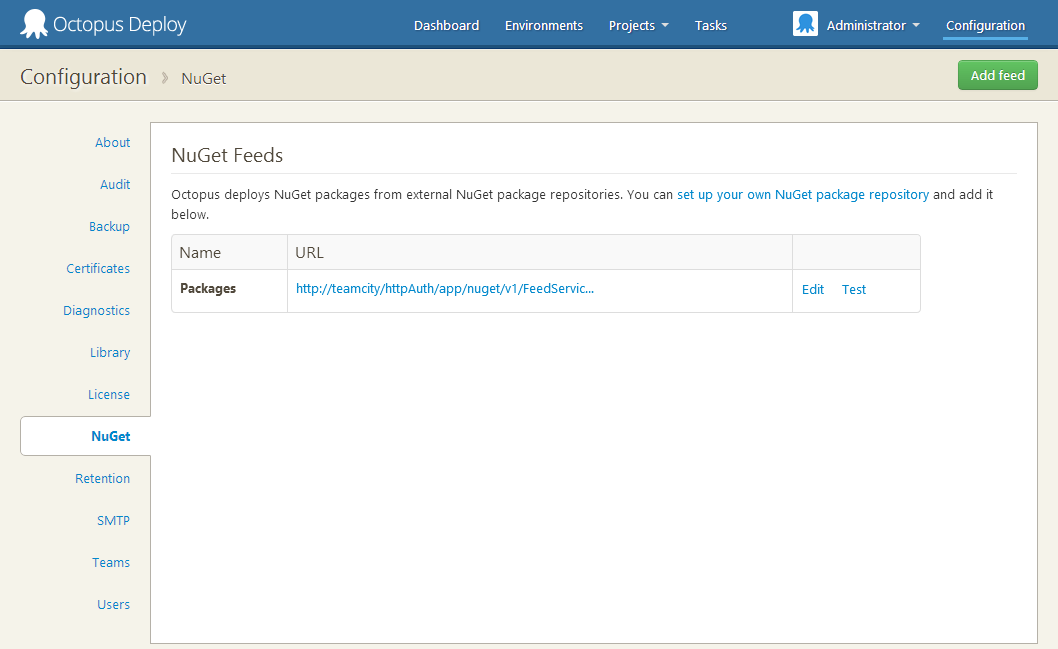 Octopus Deploy
Dashboard Environments Projects Tasks Administrator Configuration
Configuration NuGet Add feed
About
Audit
Backup
Certificates
Diagnostics
Library
License
NuGet
Retention
SMTP
Teams
Users
NuGet Feeds
Octopus deploys NuGet packages from external NuGet package repositories. You can set up your own NuGet package repository and add it
below.
Name URL
Packages http://teamcity/httpAuth/app/nuget/v1/FeedServic... Edit Test